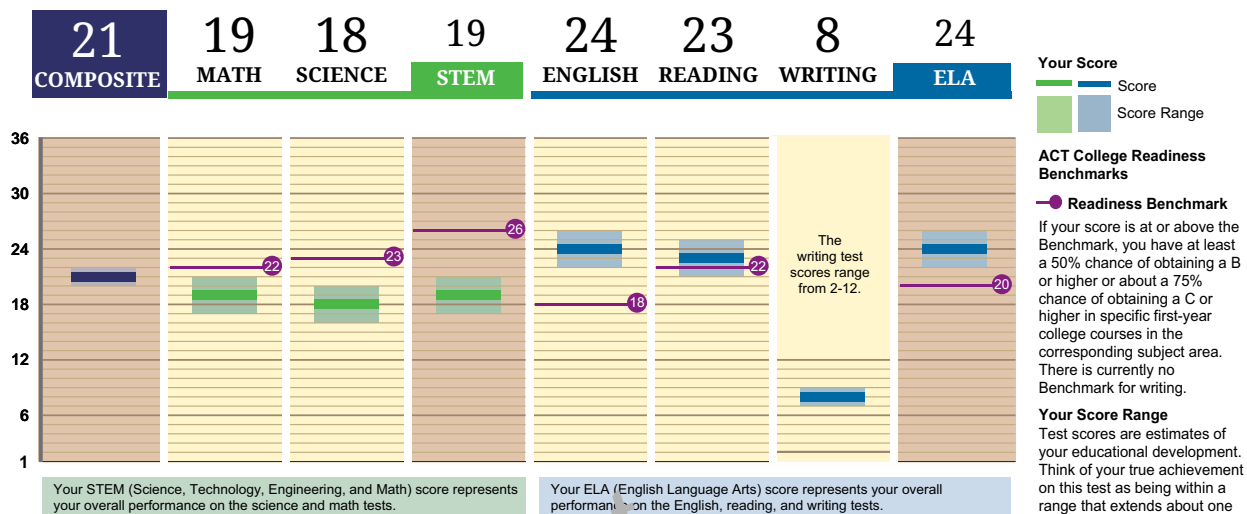 21 19 18 19 24 23 8 24
COMPOSITE MATH SCIENCE STEM ENGLISH READING WRITING ELA
Your Score
Score
Score Range
36
30
24
18
12
6
1
22
23
26
18
22
The
writing test
scores range
from 2-12.
20
ACT College Readiness
Benchmarks
Readiness Benchmark
If your score is at or above the
Benchmark, you have at least
a 50% chance of obtaining a B
or higher or about a 75%
chance of obtaining a C or
higher in specific first-year
college courses in the
corresponding subject area.
There is currently no
Benchmark for writing.
Your Score Range
Test scores are estimates of
your educational development.
Think of your true achievement
on this test as being within a
range that extends about one
Your STEM (Science, Technology, Engineering, and Math) score represents
your overall performance on the science and math tests.
Your ELA (English Language Arts) score represents your overall
performance on the English, reading, and writing tests.